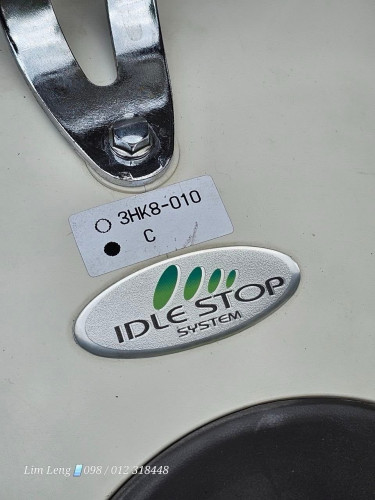 3HK8-010
C
IDLE STOP
SYSTEM
Lim Leng 📱098 / 012 318448